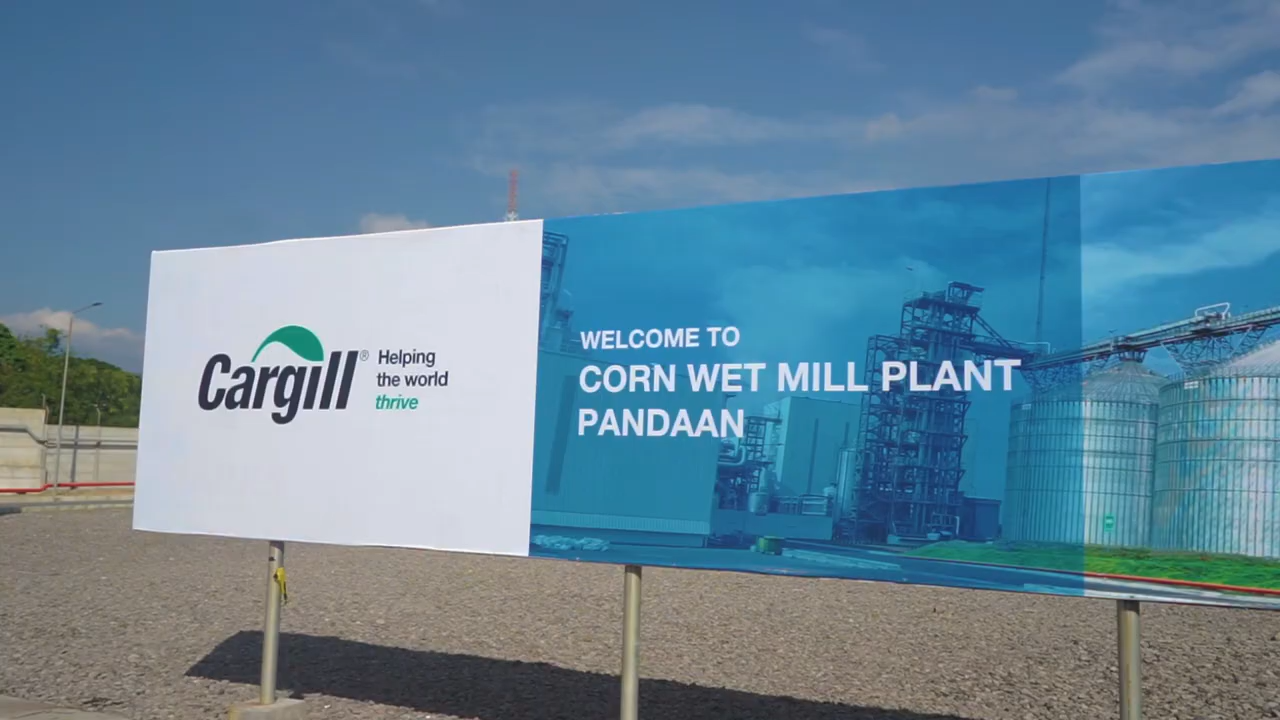 Cargill®
Helping
the world
thrive
WELCOME TO
CORN WET MILL PLANT
PANDAAN